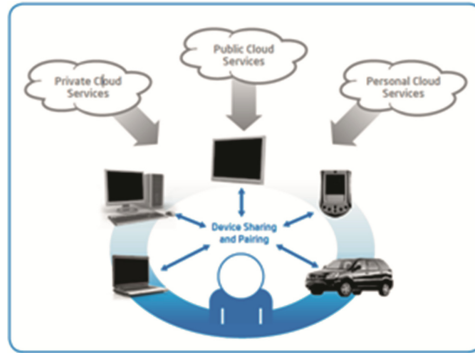 Public Cloud
Services
Private Cloud
Services
Personal Cloud
Services
Device Sharing
and Pairing